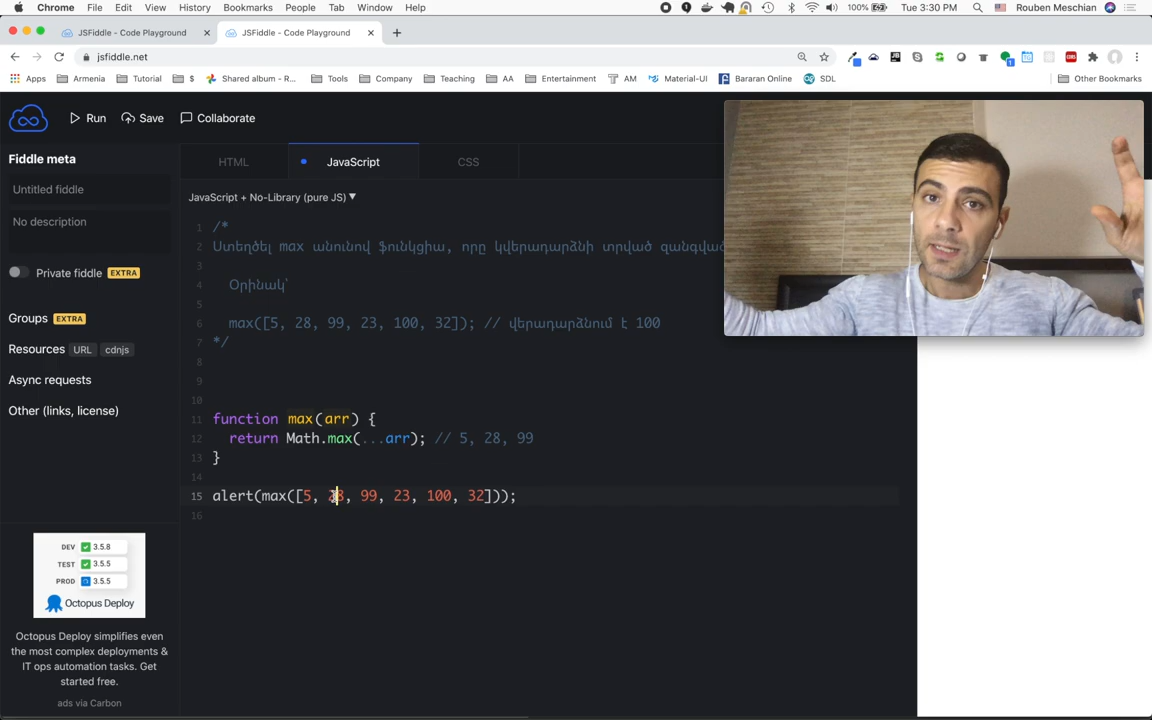 Chrome File Edit View History Bookmarks People Tab Window Help 100% Tue 3:30 PM Rouben Meschian
JSFiddle - Code Playground JSFiddle - Code Playground
jsfiddle.net
Apps Armenia Tutorial $ Shared album - R... Tools Company Teaching AA Entertainment AM Material-UI Bararan Online SDL Other Bookmarks
Run Save Collaborate
Fiddle meta
Untitled fiddle
No description
Private fiddle EXTRA
Groups EXTRA
Resources URL cdnjs
Async requests
Other (links, license)
HTML JavaScript CSS
JavaScript + No-Library (pure JS) ▼
1 /*
2 Ստեղծել max անունով ֆունկցիա, որը կվերադարձնի տրված զանգված
3
4 Օրինակ՝
5
6 max([5, 28, 99, 23, 100, 32]); // վերադարձնում է 100
7 */
8
9
10
11 function max(arr) {
12 return Math.max(...arr); // 5, 28, 99
13 }
14
15 alert(max([5, 28, 99, 23, 100, 32]));
16
DEV 3.5.8
TEST 3.5.5
PROD 3.5.5
Octopus Deploy
Octopus Deploy simplifies even
the most complex deployments &
IT ops automation tasks. Get
started free.
ads via Carbon